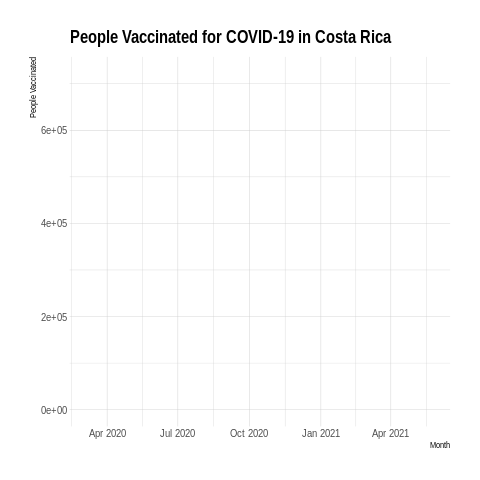 People Vaccinated for COVID-19 in Costa Rica
People Vaccinated
6e+05
4e+05
2e+05
0e+00
Apr 2020 Jul 2020 Oct 2020 Jan 2021 Apr 2021
Month